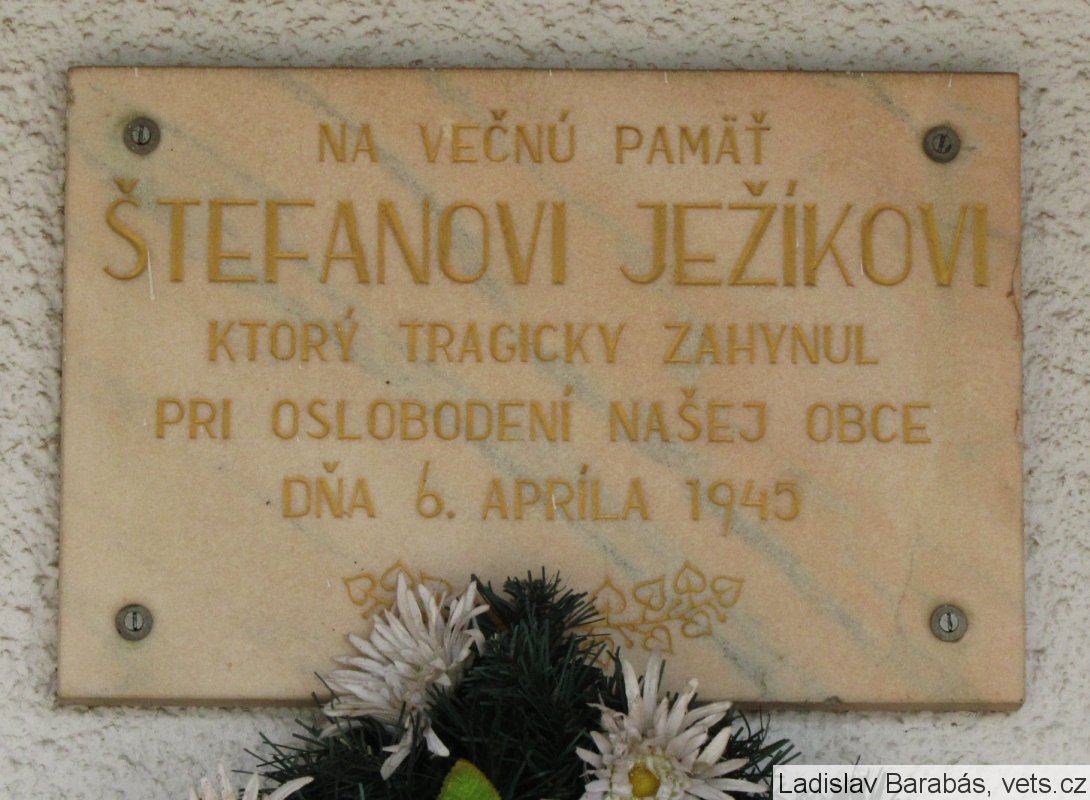 NA VEČNÚ PAMÄŤ
ŠTEFANOVI JEŽÍKOVI
KTORÝ TRAGICKY ZAHYNUL
PRI OSLOBODENÍ NAŠEJ OBCE
DŇA 6. APRÍLA 1945
Ladislav Barabás, vets.cz